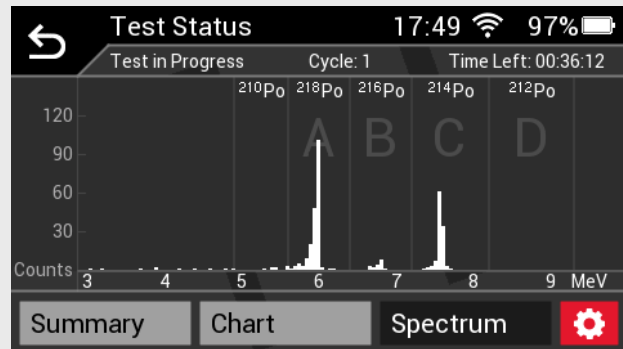 Test Status 17:49 97%
Test in Progress Cycle: 1 Time Left: 00:36:12
210Po 218Po 216Po 214Po 212Po
A B C D
120
90
60
30
Counts
3 4 5 6 7 8 9 MeV
Summary Chart Spectrum